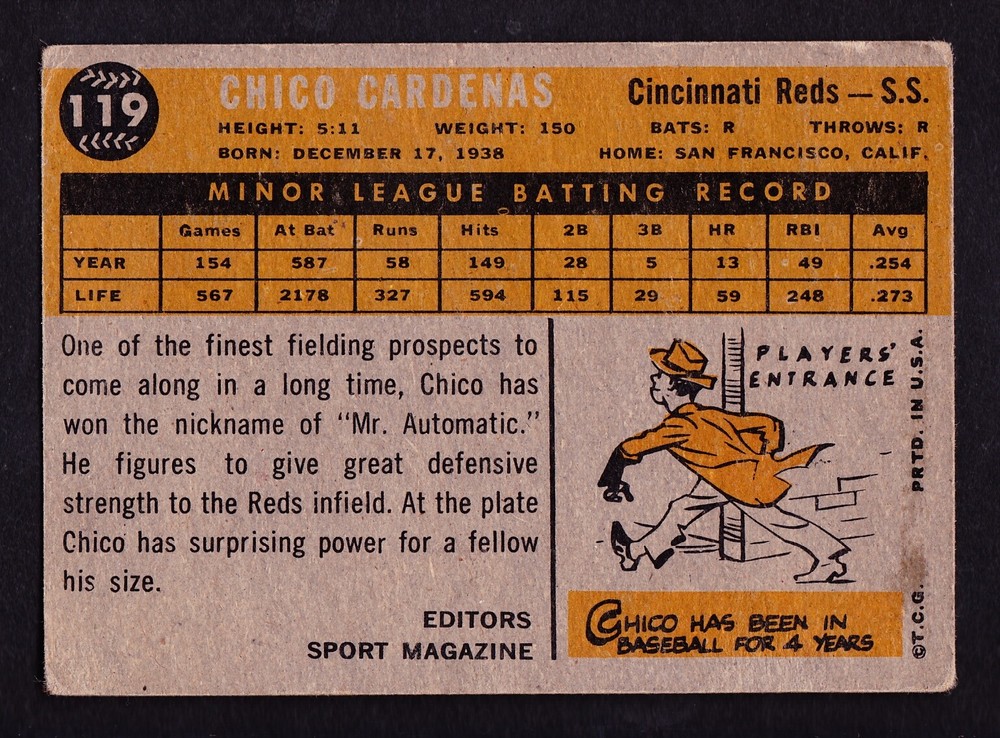 119
CHICO CARDENAS
Cincinnati Reds — S.S.
HEIGHT: 5:11 WEIGHT: 150 BATS: R THROWS: R
BORN: DECEMBER 17, 1938 HOME: SAN FRANCISCO, CALIF.
MINOR LEAGUE BATTING RECORD
Games At Bat Runs Hits 2B 3B HR RBI Avg
YEAR 154 587 58 149 28 5 13 49 .254
LIFE 567 2178 327 594 115 29 59 248 .273
One of the finest fielding prospects to
come along in a long time, Chico has
won the nickname of “Mr. Automatic.”
He figures to give great defensive
strength to the Reds infield. At the plate
Chico has surprising power for a fellow
his size.
EDITORS
SPORT MAGAZINE
PLAYERS'
ENTRANCE
CHICO HAS BEEN IN
BASEBALL FOR 4 YEARS
©T.C.G. PRTD. IN U.S.A.